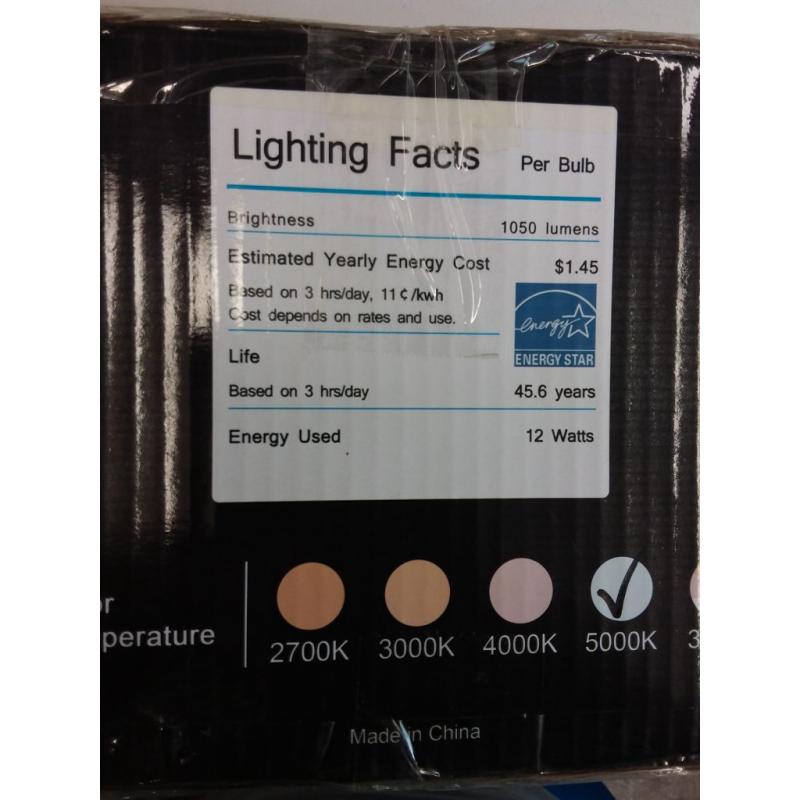 Lighting Facts Per Bulb
Brightness 1050 lumens
Estimated Yearly Energy Cost $1.45
Based on 3 hrs/day, 11¢/kwh
Cost depends on rates and use.
energy
ENERGY STAR
Life
Based on 3 hrs/day 45.6 years
Energy Used 12 Watts
or
perature
2700K 3000K 4000K 5000K 3
Made in China